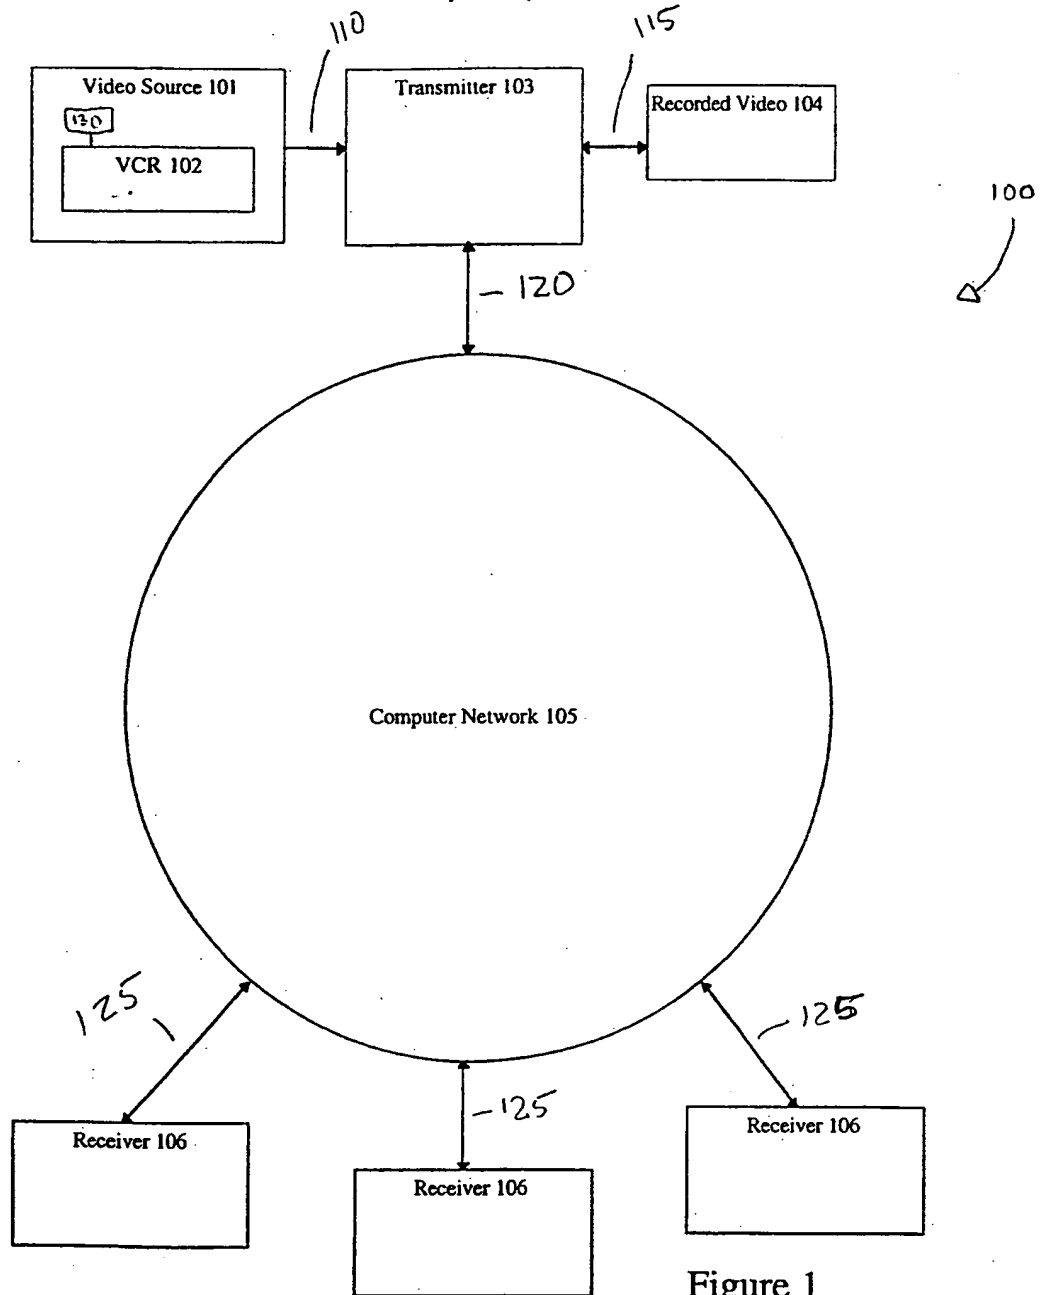 110
115
Video Source 101
Transmitter 103
Recorded Video 104
130
VCR 102
100
120
Computer Network 105
125
125
125
Receiver 106
Receiver 106
Receiver 106
Figure 1